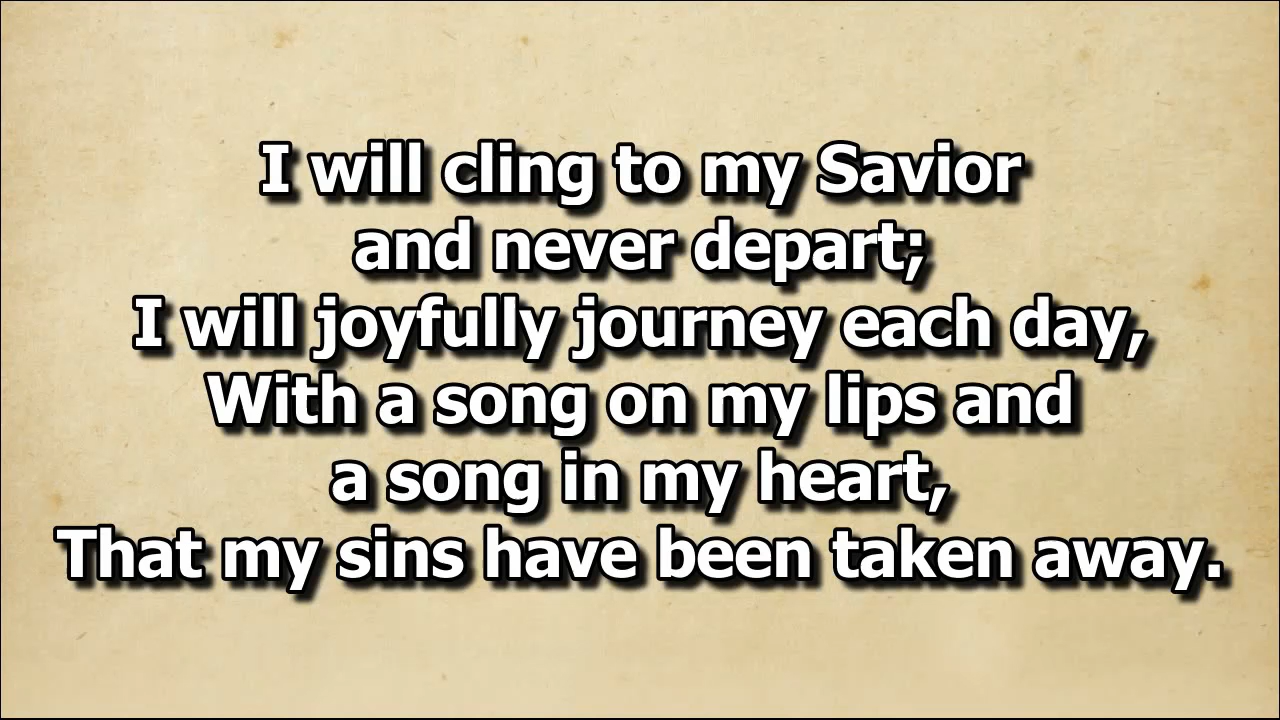 I will cling to my Savior
and never depart;
I will joyfully journey each day,
With a song on my lips and
a song in my heart,
That my sins have been taken away.